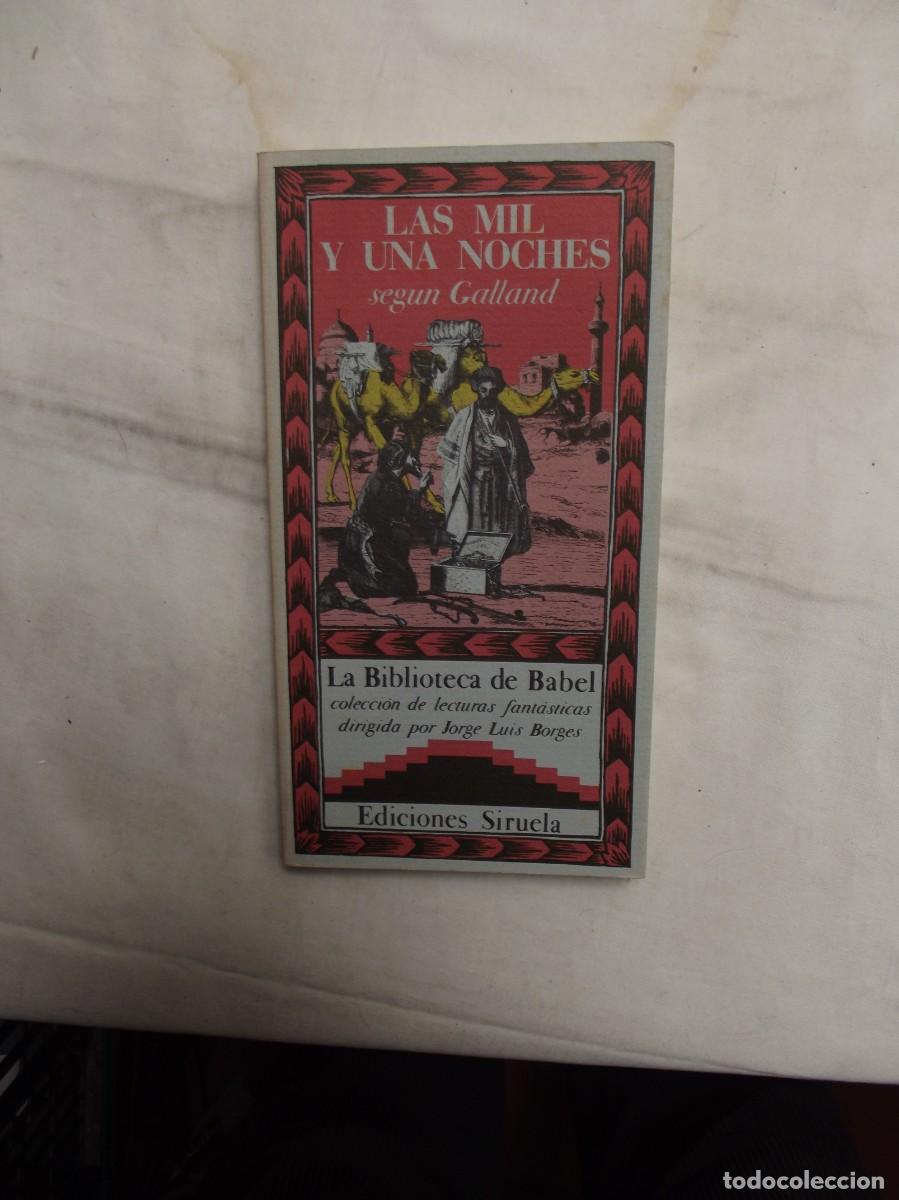 LAS MIL
Y UNA NOCHES
segun Galland
La Biblioteca de Babel
colección de lecturas fantásticas
dirigida por Jorge Luis Borges
Ediciones Siruela
todocoleccion